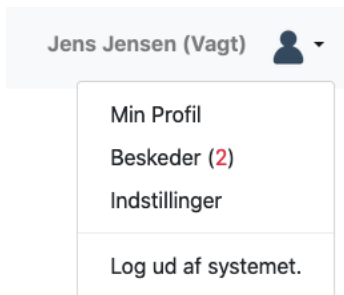 Jens Jensen (Vagt)
Min Profil
Beskeder (2)
Indstillinger
Log ud af systemet.